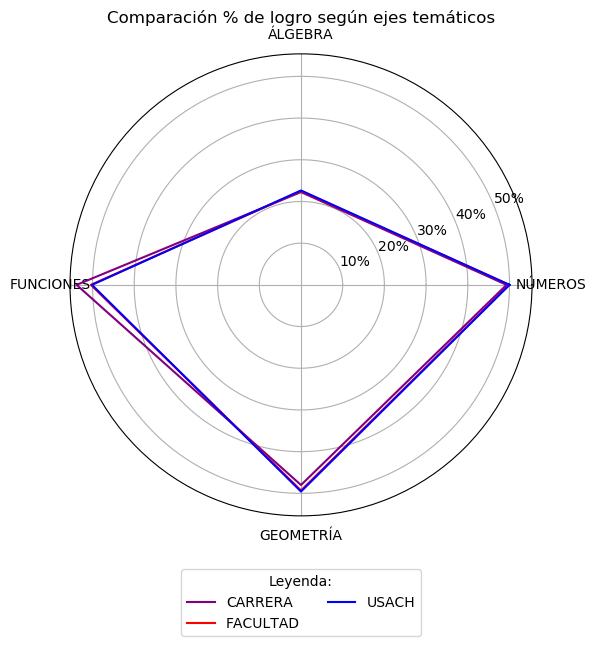 Comparación % de logro según ejes temáticos
ÁLGEBRA
50%
40%
30%
20%
10%
FUNCIONES
NÚMEROS
GEOMETRÍA
Leyenda:
CARRERA USACH
FACULTAD